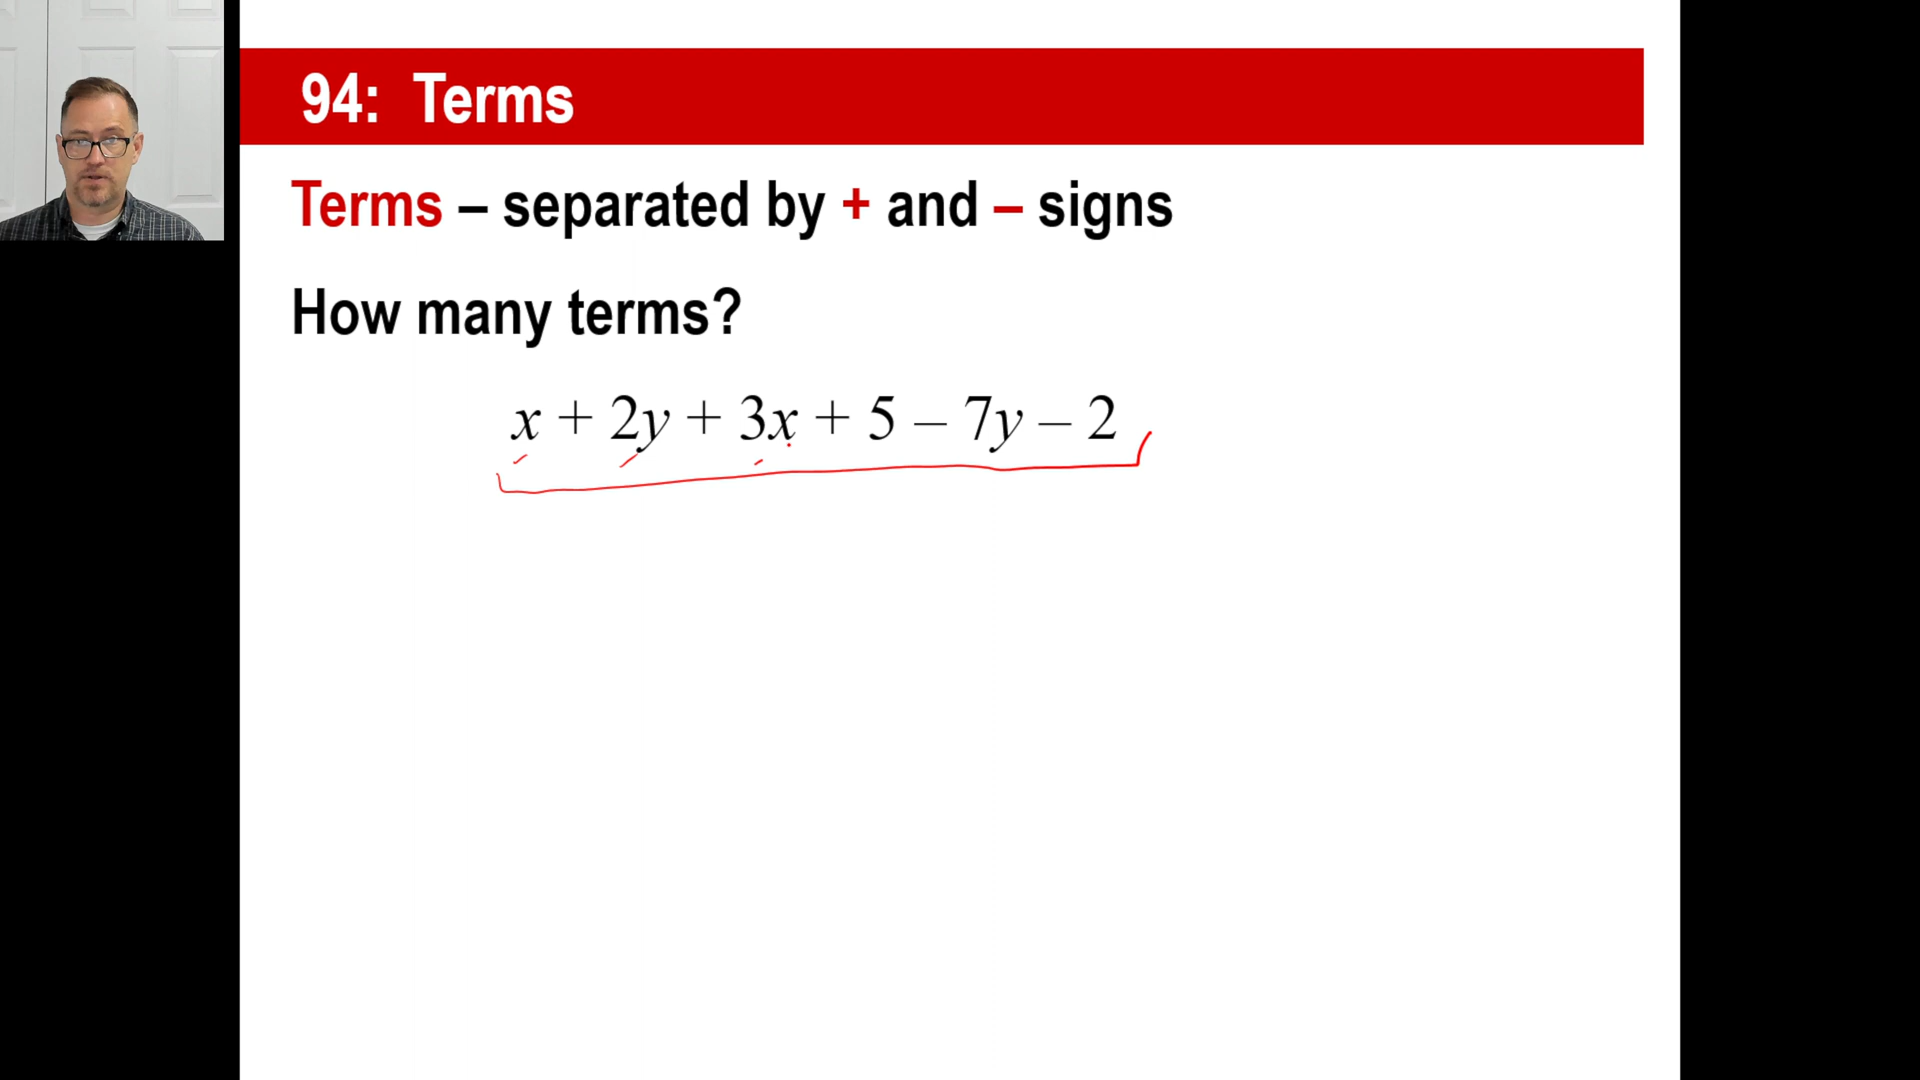 94: Terms
Terms – separated by + and – signs
How many terms?
x + 2y + 3x + 5 – 7y – 2